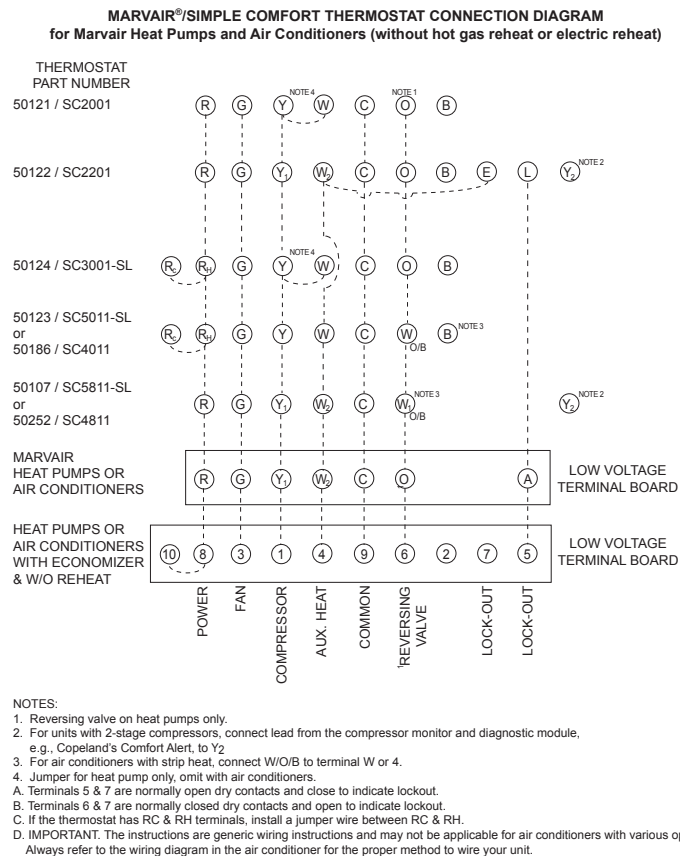 MARVAIR®/SIMPLE COMFORT THERMOSTAT CONNECTION DIAGRAM
for Marvair Heat Pumps and Air Conditioners (without hot gas reheat or electric reheat)
THERMOSTAT
PART NUMBER
NOTE 4 NOTE 1
50121 / SC2001 R G Y W C O B
50122 / SC2201 R G Y1 W2 C O B E L Y2 NOTE 2
NOTE 4
50124 / SC3001-SL RC RH G Y W C O B
50123 / SC5011-SL
or RC RH G Y W C W B NOTE 3
50186 / SC4011 O/B
50107 / SC5811-SL
or R G Y1 W2 C W1 NOTE 3 Y2 NOTE 2
50252 / SC4811 O/B
MARVAIR
HEAT PUMPS OR R G Y1 W2 C O A LOW VOLTAGE
AIR CONDITIONERS TERMINAL BOARD
HEAT PUMPS OR
AIR CONDITIONERS 10 8 3 1 4 9 6 2 7 5 LOW VOLTAGE
WITH ECONOMIZER TERMINAL BOARD
& W/O REHEAT
POWER
FAN
COMPRESSOR
AUX. HEAT
COMMON
1REVERSING
VALVE
LOCK-OUT
LOCK-OUT
NOTES:
1. Reversing valve on heat pumps only.
2. For units with 2-stage compressors, connect lead from the compressor monitor and diagnostic module,
e.g., Copeland's Comfort Alert, to Y2
3. For air conditioners with strip heat, connect W/O/B to terminal W or 4.
4. Jumper for heat pump only, omit with air conditioners.
A. Terminals 5 & 7 are normally open dry contacts and close to indicate lockout.
B. Terminals 6 & 7 are normally closed dry contacts and open to indicate lockout.
C. If the thermostat has RC & RH terminals, install a jumper wire between RC & RH.
D. IMPORTANT. The instructions are generic wiring instructions and may not be applicable for air conditioners with various
Always refer to the wiring diagram in the air conditioner for the proper method to wire your unit.